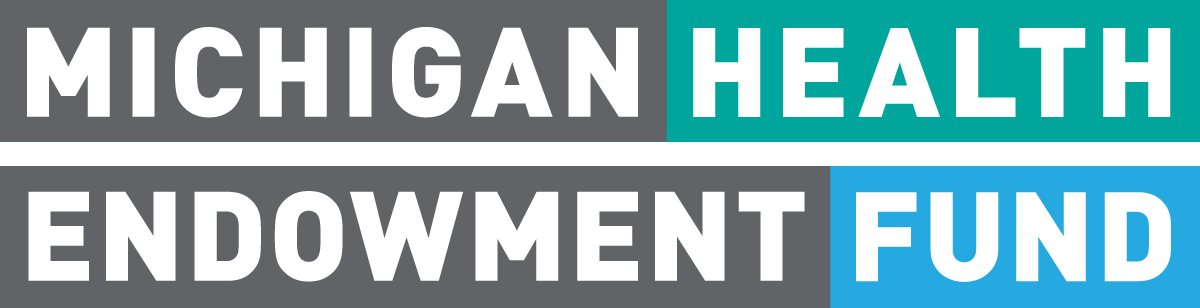 MICHIGAN HEALTH
ENDOWMENT FUND